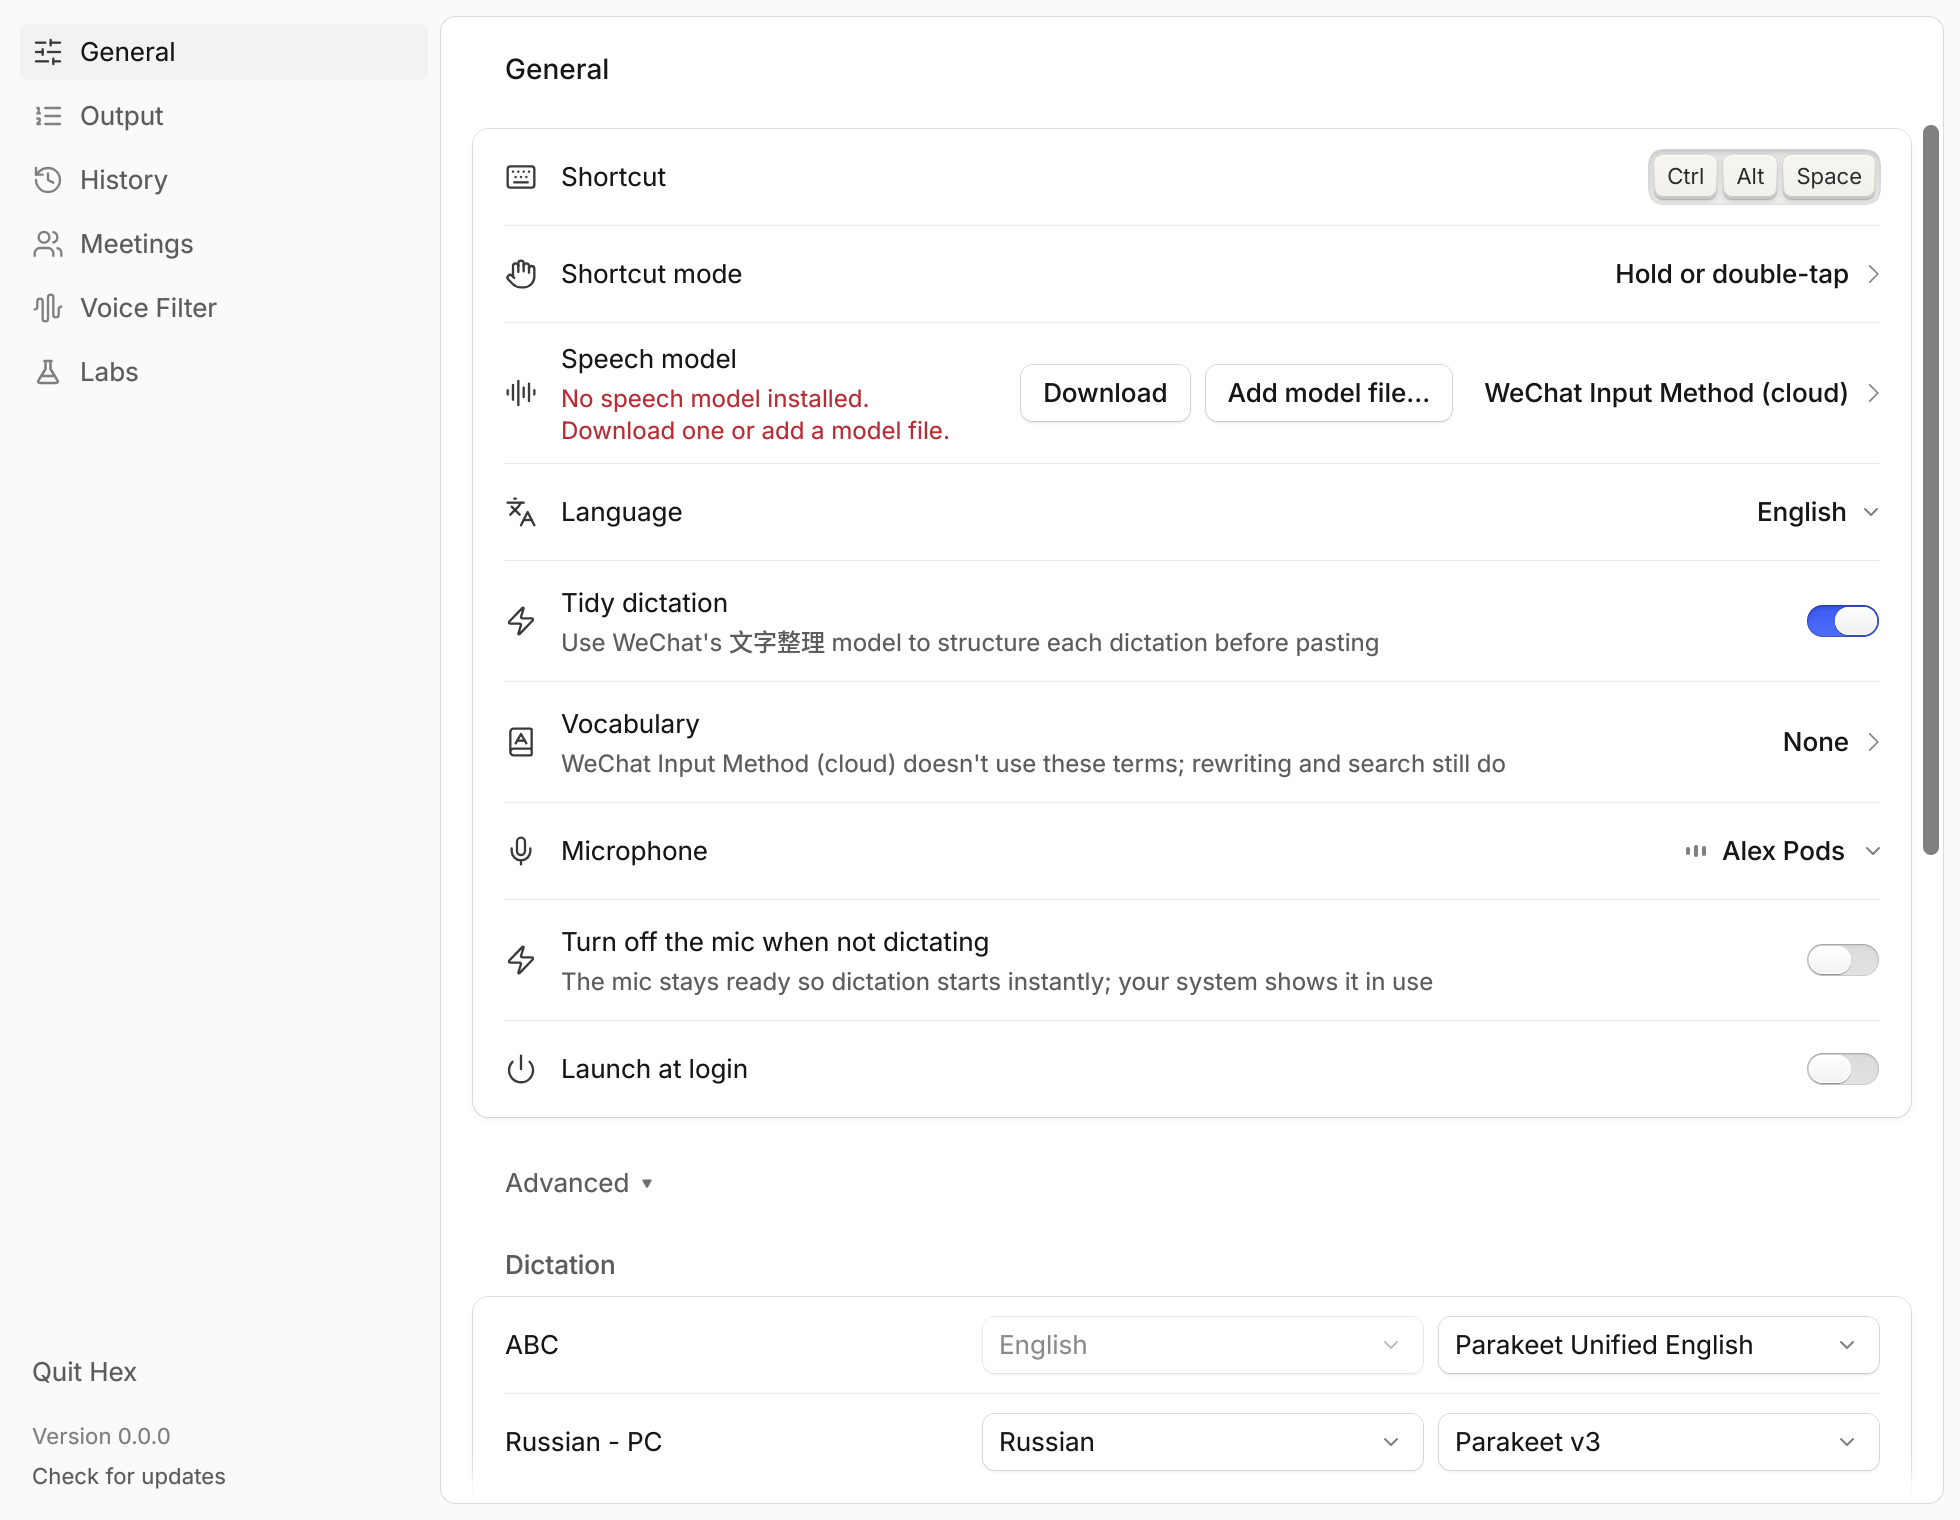 General
Output
History
Meetings
Voice Filter
Labs
Quit Hex
Version 0.0.0
Check for updates
General
Shortcut
Ctrl Alt Space
Shortcut mode
Hold or double-tap
Speech model
No speech model installed.
Download one or add a model file.
Download
Add model file...
WeChat Input Method (cloud)
Language
English
Tidy dictation
Use WeChat's 文字整理 model to structure each dictation before pasting
Vocabulary
WeChat Input Method (cloud) doesn't use these terms; rewriting and search still do
None
Microphone
Alex Pods
Turn off the mic when not dictating
The mic stays ready so dictation starts instantly; your system shows it in use
Launch at login
Advanced
Dictation
ABC
English
Parakeet Unified English
Russian - PC
Russian
Parakeet v3